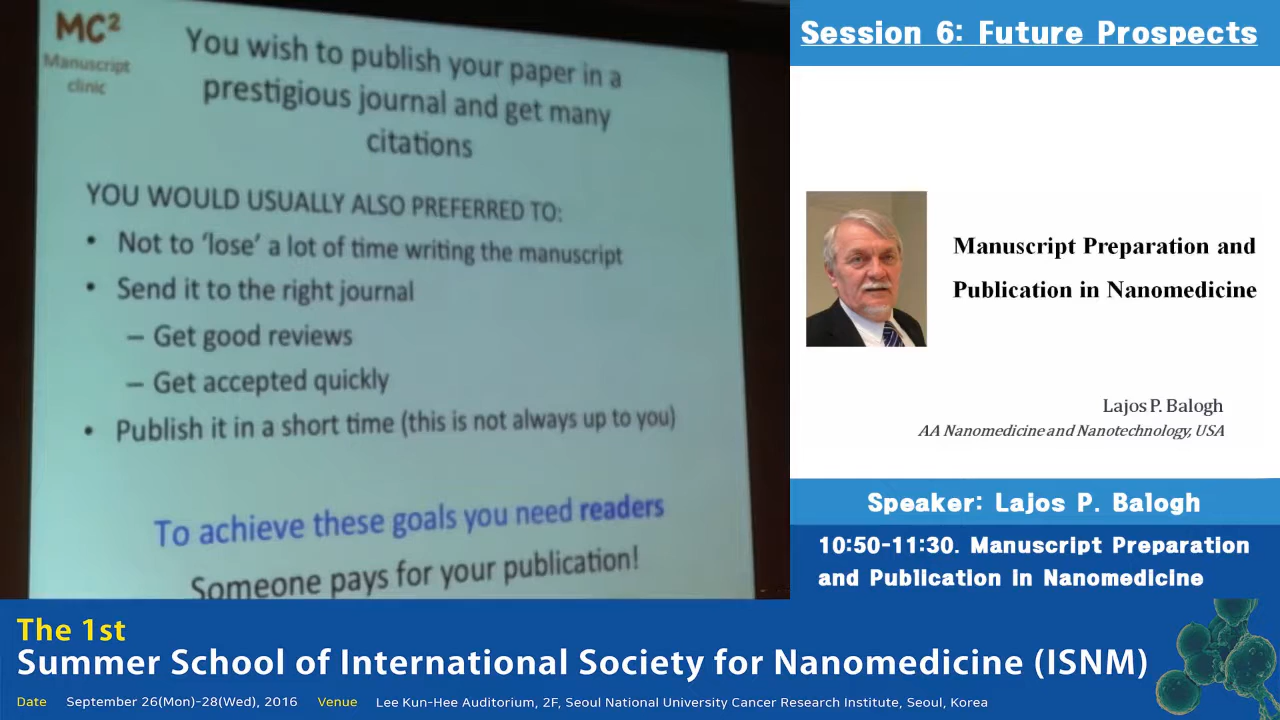 MC²
Manuscript
clinic
You wish to publish your paper in a
prestigious journal and get many
citations
YOU WOULD USUALLY ALSO PREFERRED TO:
• Not to ‘lose’ a lot of time writing the manuscript
• Send it to the right journal
– Get good reviews
– Get accepted quickly
• Publish it in a short time (this is not always up to you)
To achieve these goals you need readers
Someone pays for your publication!
Session 6: Future Prospects
Manuscript Preparation and
Publication in Nanomedicine
Lajos P. Balogh
AA Nanomedicine and Nanotechnology, USA
Speaker: Lajos P. Balogh
10:50-11:30. Manuscript Preparation
and Publication in Nanomedicine
The 1st
Summer School of International Society for Nanomedicine (ISNM)
Date September 26(Mon)-28(Wed), 2016 Venue Lee Kun-Hee Auditorium, 2F, Seoul National University Cancer Research Institute, Seoul, Korea